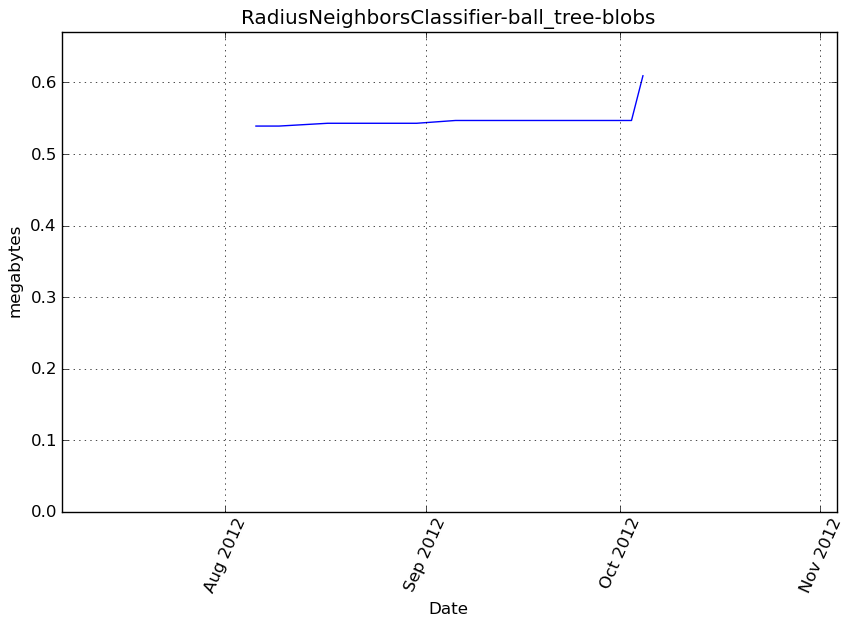 RadiusNeighborsClassifier-ball_tree-blobs
0.6
0.5
0.4
0.3
0.2
0.1
0.0
megabytes
Aug 2012
Sep 2012
Oct 2012
Nov 2012
Date